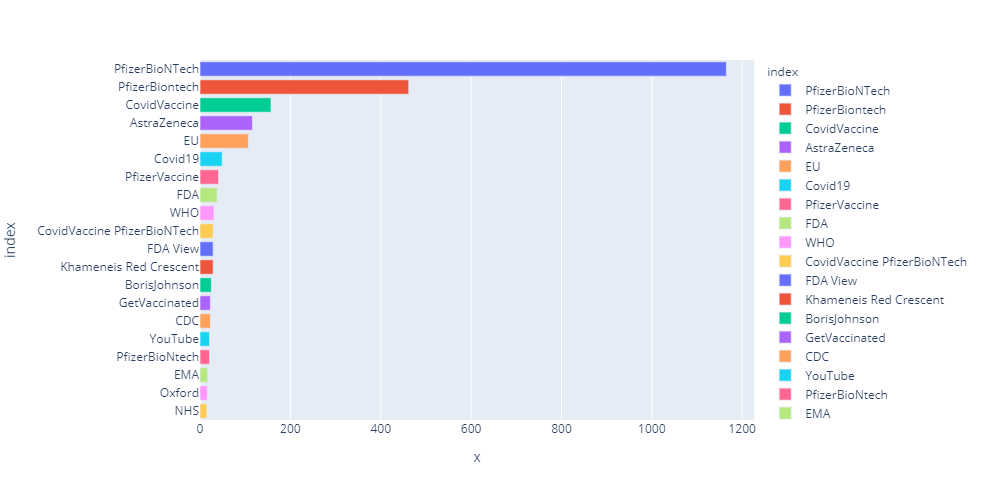 PfizerBioNTech
PfizerBiontech
CovidVaccine
AstraZeneca
EU
Covid19
PfizerVaccine
FDA
WHO
CovidVaccine PfizerBioNTech
FDA View
Khameneis Red Crescent
BorisJohnson
GetVaccinated
CDC
YouTube
PfizerBioNtech
EMA
Oxford
NHS
index
0 200 400 600 800 1000 1200
x
index
PfizerBioNTech
PfizerBiontech
CovidVaccine
AstraZeneca
EU
Covid19
PfizerVaccine
FDA
WHO
CovidVaccine PfizerBioNTech
FDA View
Khameneis Red Crescent
BorisJohnson
GetVaccinated
CDC
YouTube
PfizerBioNtech
EMA